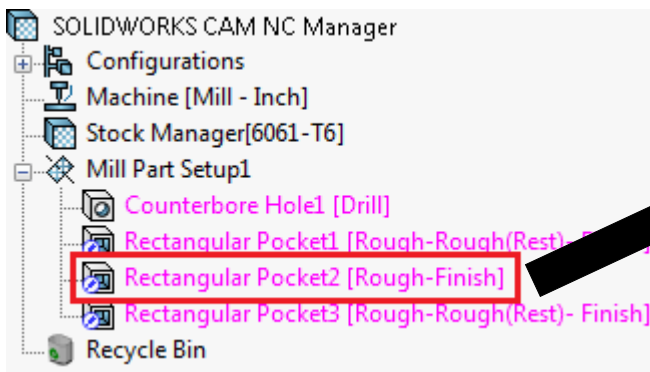 SOLIDWORKS CAM NC Manager
Configurations
Machine [Mill - Inch]
Stock Manager[6061-T6]
Mill Part Setup1
Counterbore Hole1 [Drill]
Rectangular Pocket1 [Rough-Rough(Rest)-
Rectangular Pocket2 [Rough-Finish]
Rectangular Pocket3 [Rough-Rough(Rest)- Finish]
Recycle Bin